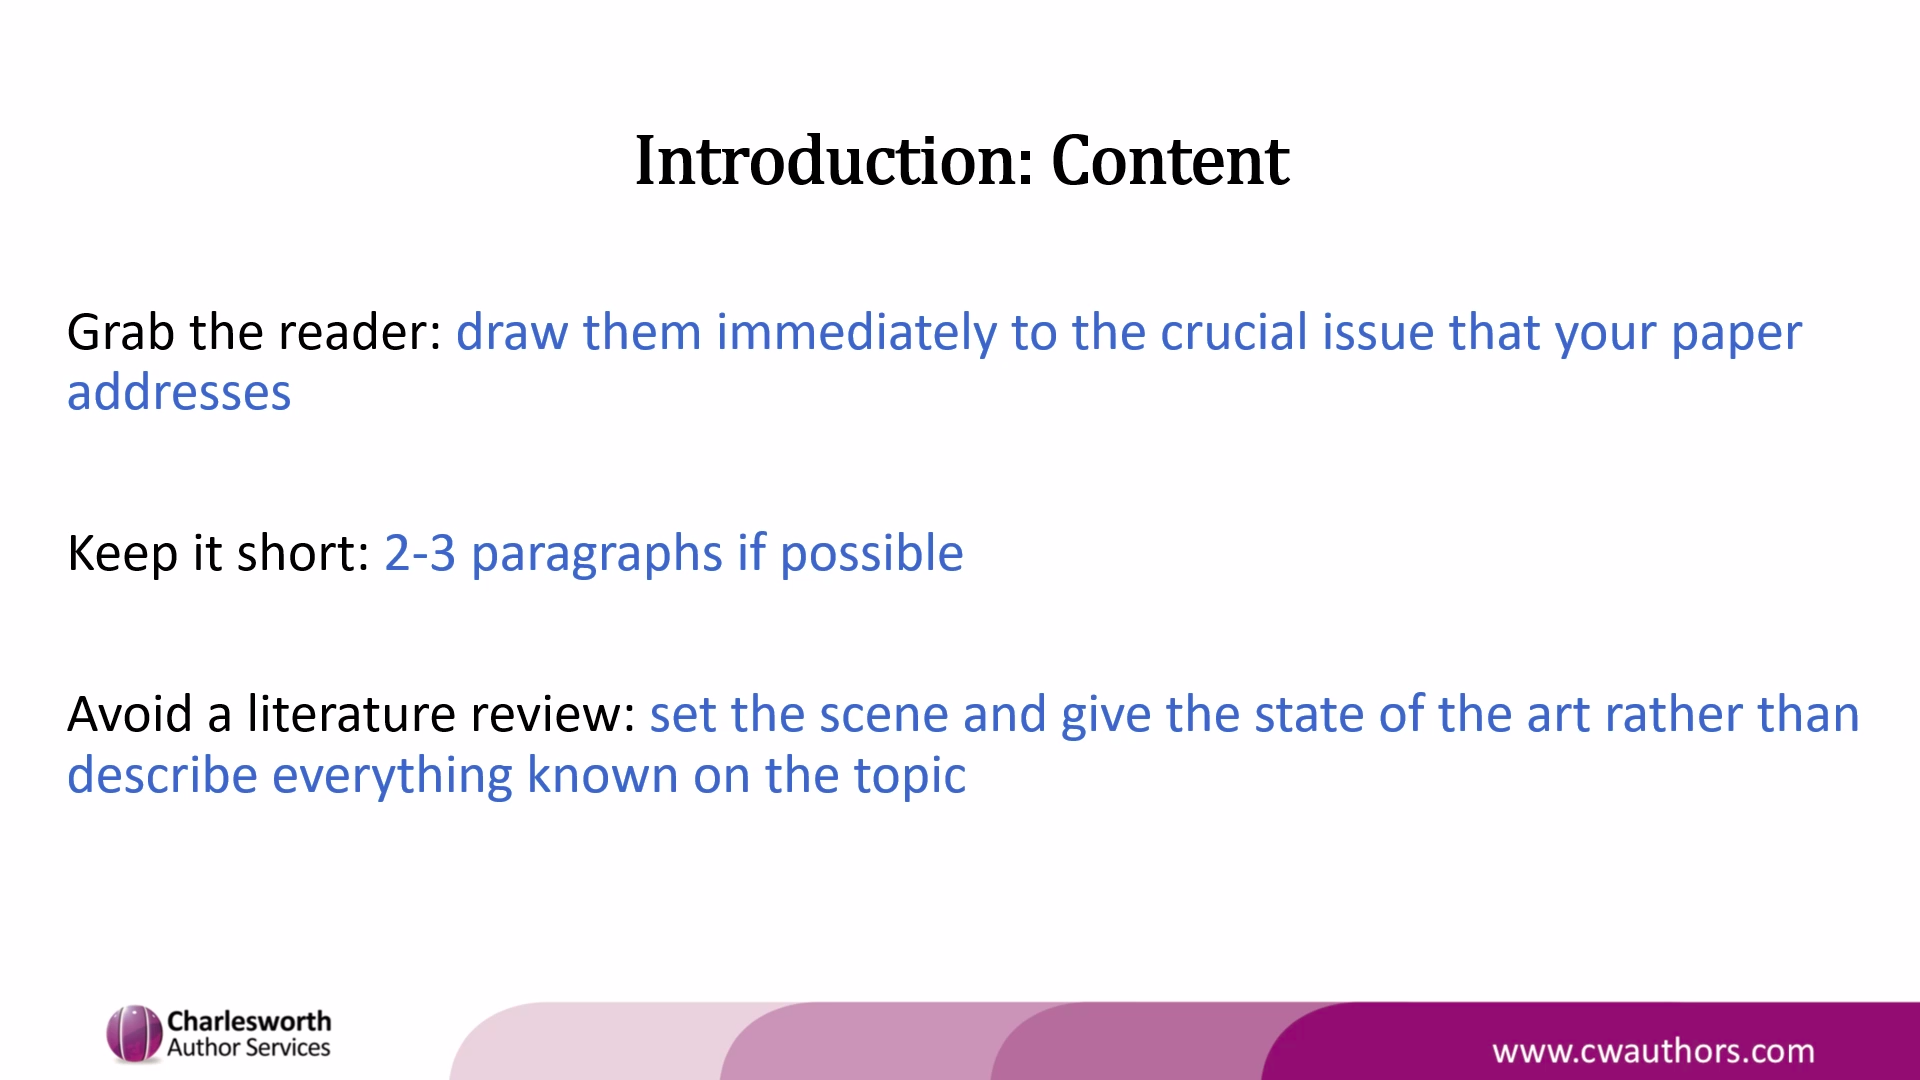 Introduction: Content
Grab the reader: draw them immediately to the crucial issue that your paper
addresses
Keep it short: 2-3 paragraphs if possible
Avoid a literature review: set the scene and give the state of the art rather than
describe everything known on the topic
Charlesworth
Author Services
www.cwauthors.com